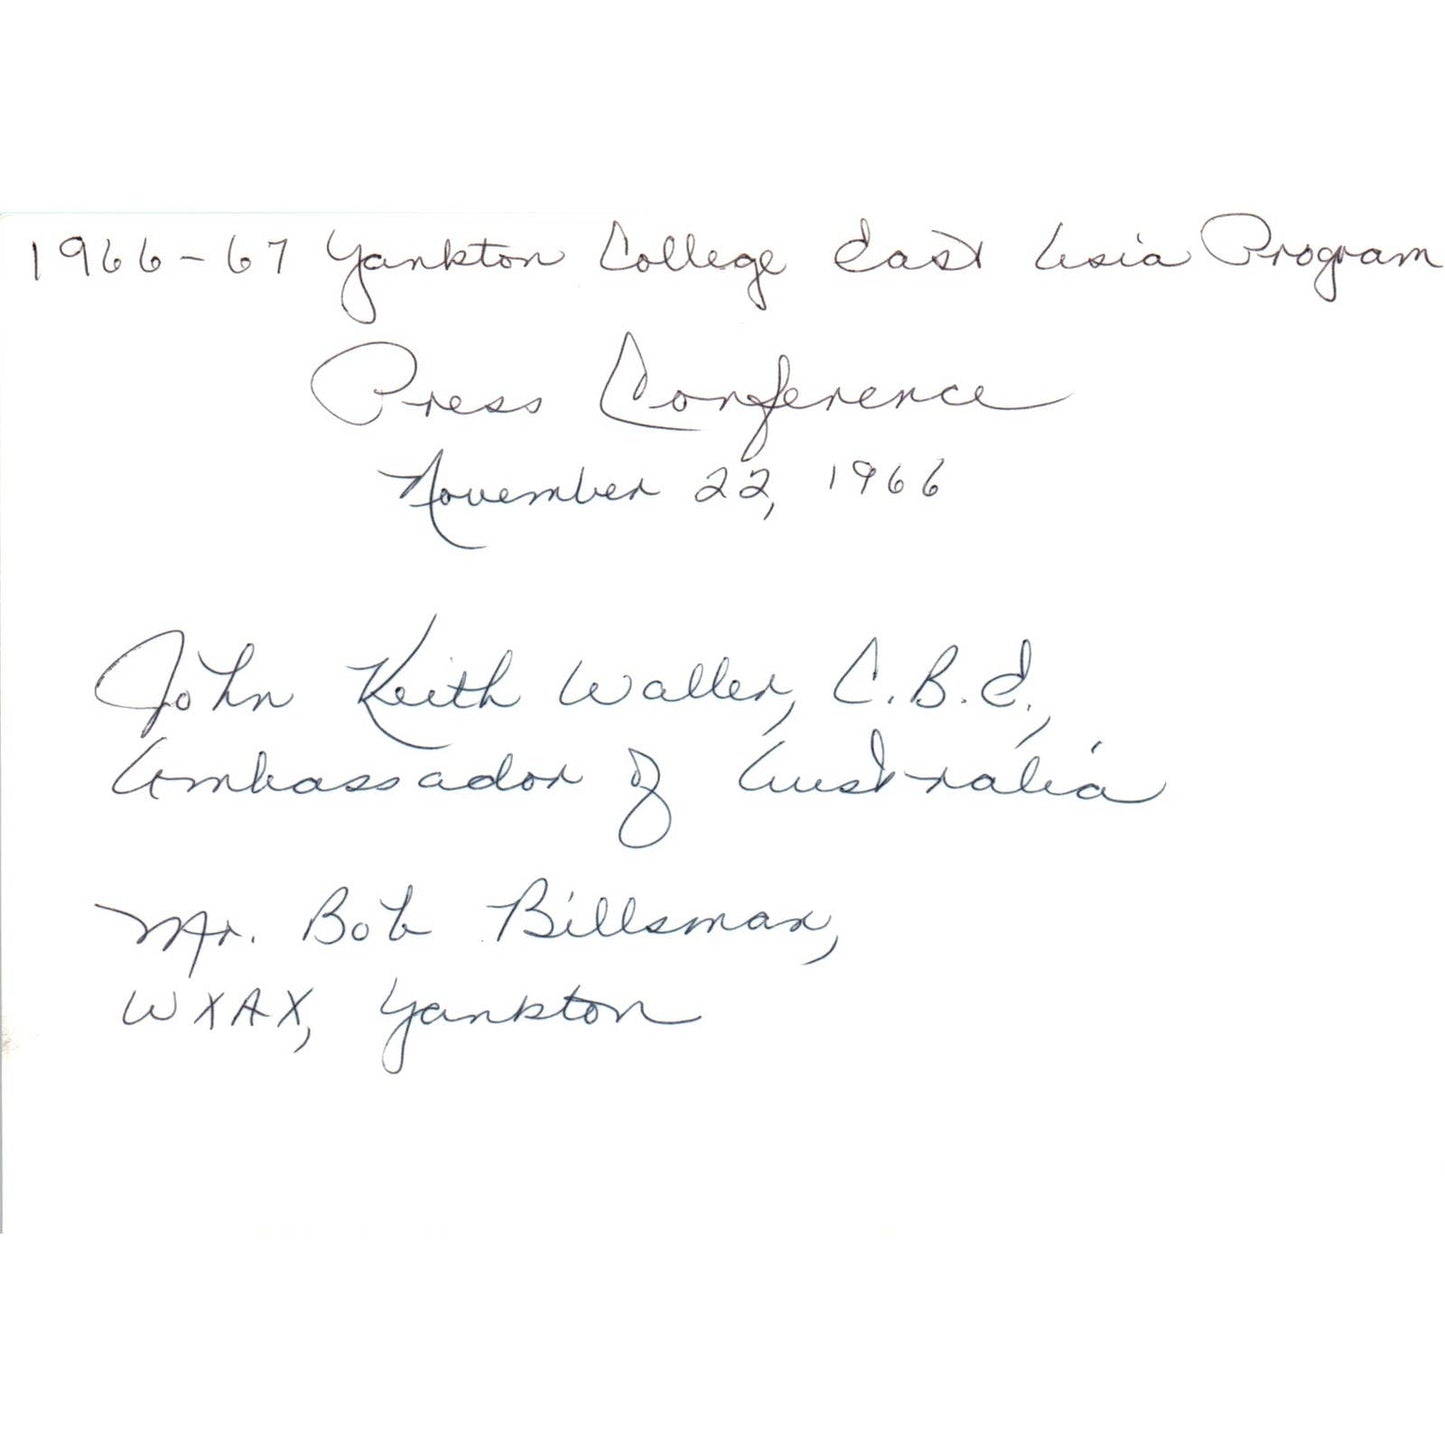 1966-67 Yankton College East Asia Program
Press Conference
November 22, 1966
John Keith Waller, C.B.E.,
Ambassador of Australia
Mr. Bob Billsmax,
WXAX, Yankton